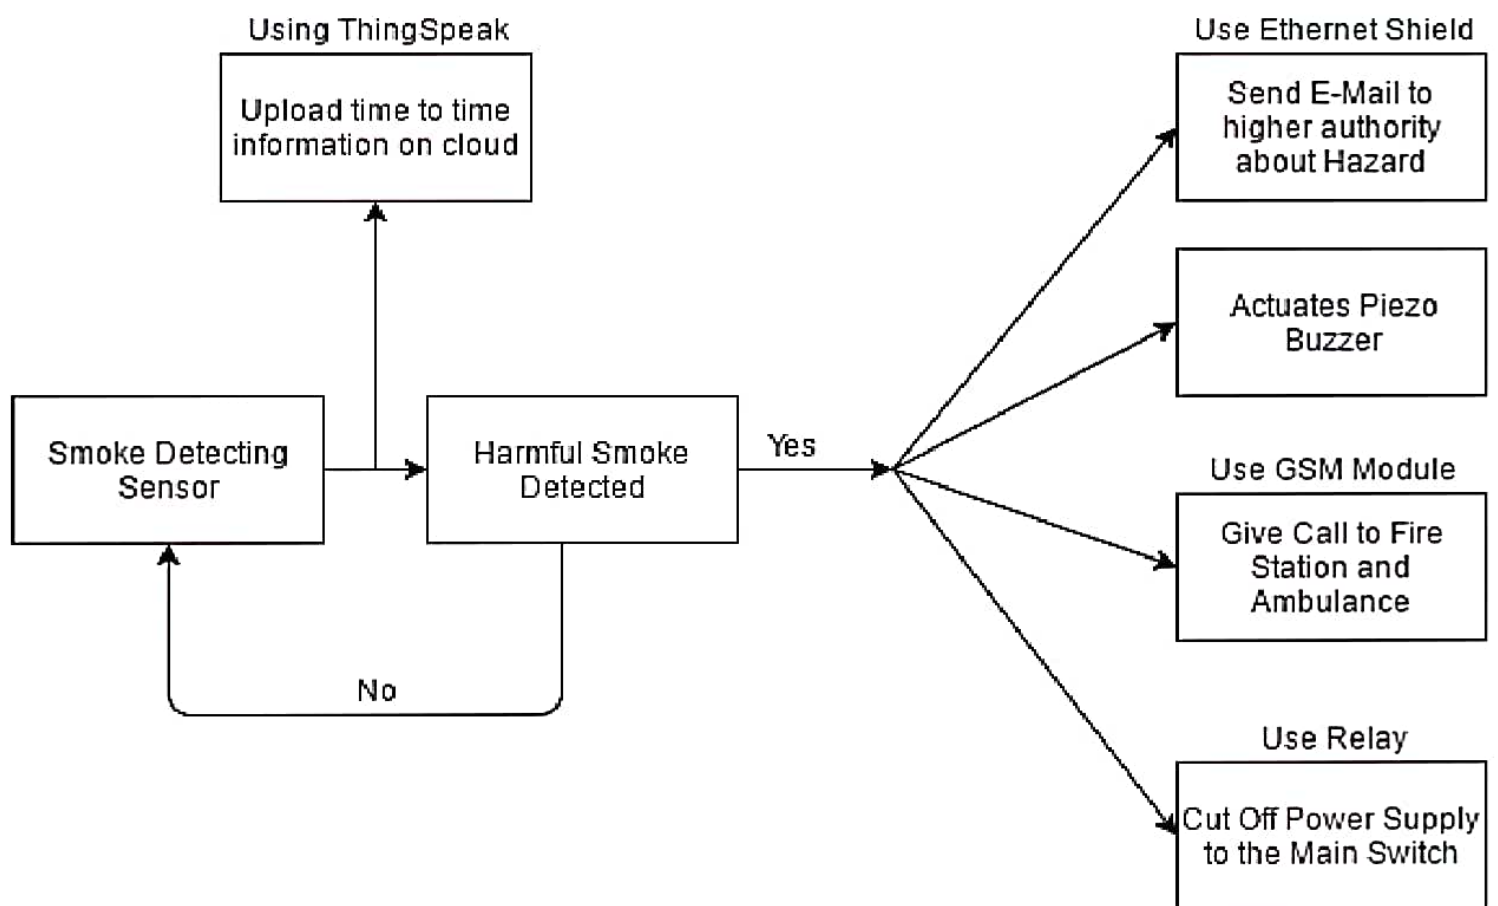 Using ThingSpeak
Upload time to time
information on cloud
Smoke Detecting
Sensor
Harmful Smoke
Detected
Yes
No
Use Ethernet Shield
Send E-Mail to
higher authority
about Hazard
Actuates Piezo
Buzzer
Use GSM Module
Give Call to Fire
Station and
Ambulance
Use Relay
Cut Off Power Supply
to the Main Switch